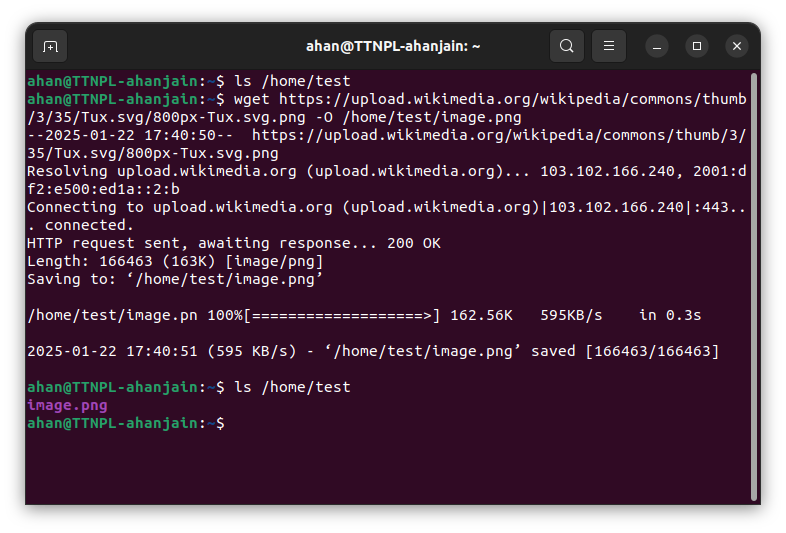 ahan@TTNPL-ahanjain: ~
ahan@TTNPL-ahanjain:~$ ls /home/test
ahan@TTNPL-ahanjain:~$ wget https://upload.wikimedia.org/wikipedia/commons/thumb
/3/35/Tux.svg/800px-Tux.svg.png -O /home/test/image.png
--2025-01-22 17:40:50--  https://upload.wikimedia.org/wikipedia/commons/thumb/3/
35/Tux.svg/800px-Tux.svg.png
Resolving upload.wikimedia.org (upload.wikimedia.org)... 103.102.166.240, 2001:d
f2:e500:ed1a::2:b
Connecting to upload.wikimedia.org (upload.wikimedia.org)|103.102.166.240|:443..
. connected.
HTTP request sent, awaiting response... 200 OK
Length: 166463 (163K) [image/png]
Saving to: ‘/home/test/image.png’
/home/test/image.pn 100%[===================>] 162.56K   595KB/s    in 0.3s
2025-01-22 17:40:51 (595 KB/s) - ‘/home/test/image.png’ saved [166463/166463]
ahan@TTNPL-ahanjain:~$ ls /home/test
image.png
ahan@TTNPL-ahanjain:~$